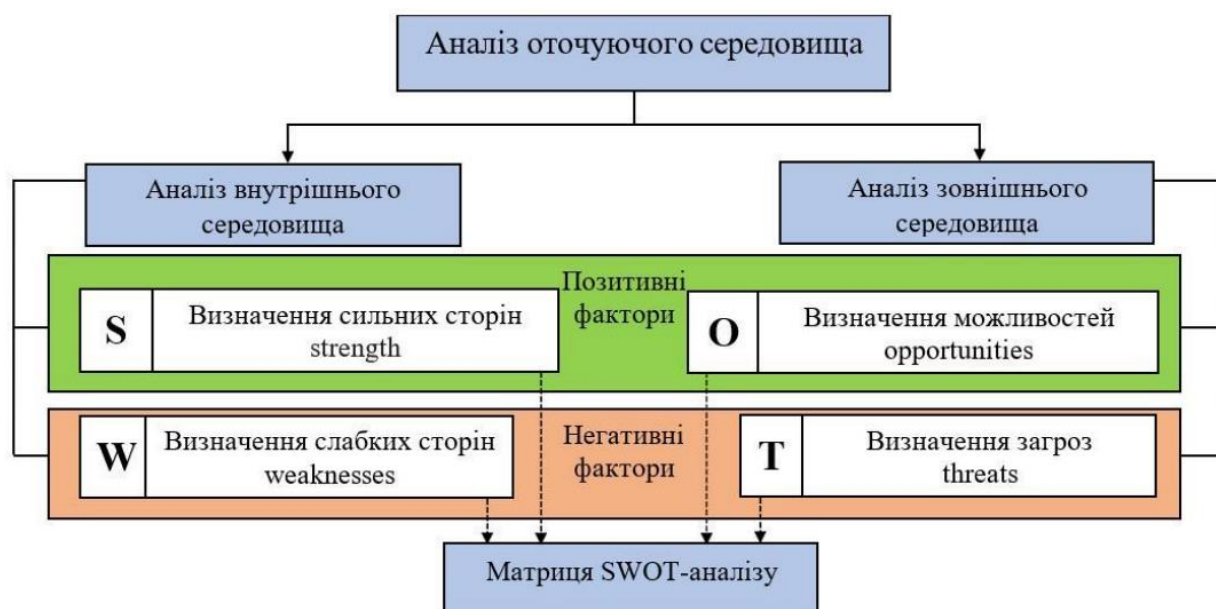 Аналіз оточуючого середовища
Аналіз внутрішнього
середовища
Аналіз зовнішнього
середовища
Позитивні
фактори
S
Визначення сильних сторін
strength
O
Визначення можливостей
opportunities
Негативні
фактори
W
Визначення слабких сторін
weaknesses
T
Визначення загроз
threats
Матриця SWOT-аналізу